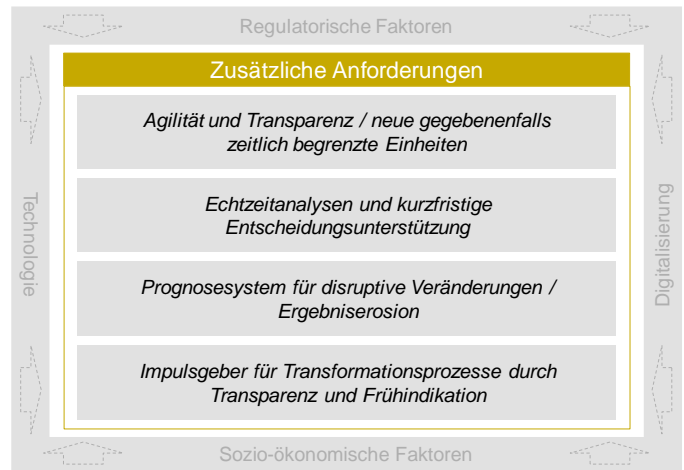 Regulatorische Faktoren
Zusätzliche Anforderungen
Agilität und Transparenz / neue gegebenenfalls
zeitlich begrenzte Einheiten
Echtzeitanalysen und kurzfristige
Entscheidungsunterstützung
Prognosesystem für disruptive Veränderungen /
Ergebniserosion
Impulsgeber für Transformationsprozesse durch
Transparenz und Frühindikation
Technologie
Digitalisierung
Sozio-ökonomische Faktoren